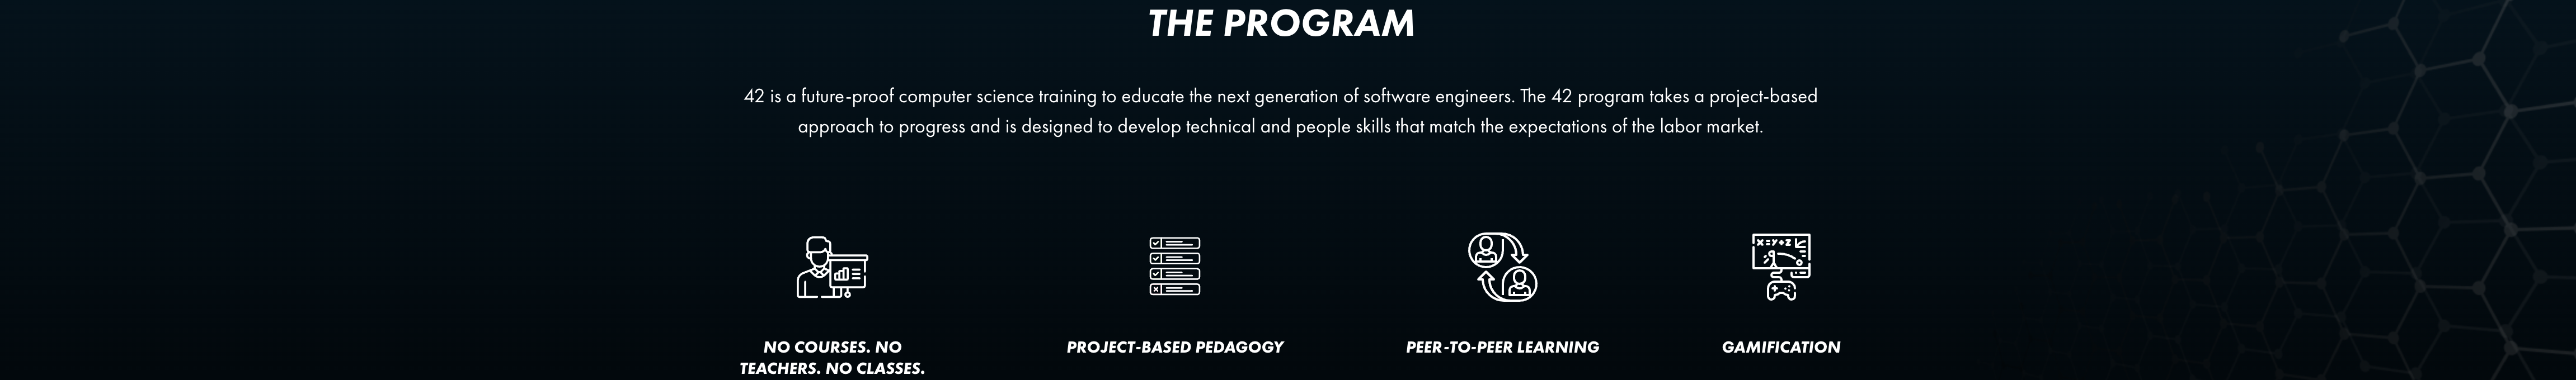 THE PROGRAM
42 is a future-proof computer science training to educate the next generation of software engineers. The 42 program takes a project-based
approach to progress and is designed to develop technical and people skills that match the expectations of the labor market.
x=y+z
NO COURSES. NO
TEACHERS. NO CLASSES.
PROJECT-BASED PEDAGOGY
PEER-TO-PEER LEARNING
GAMIFICATION